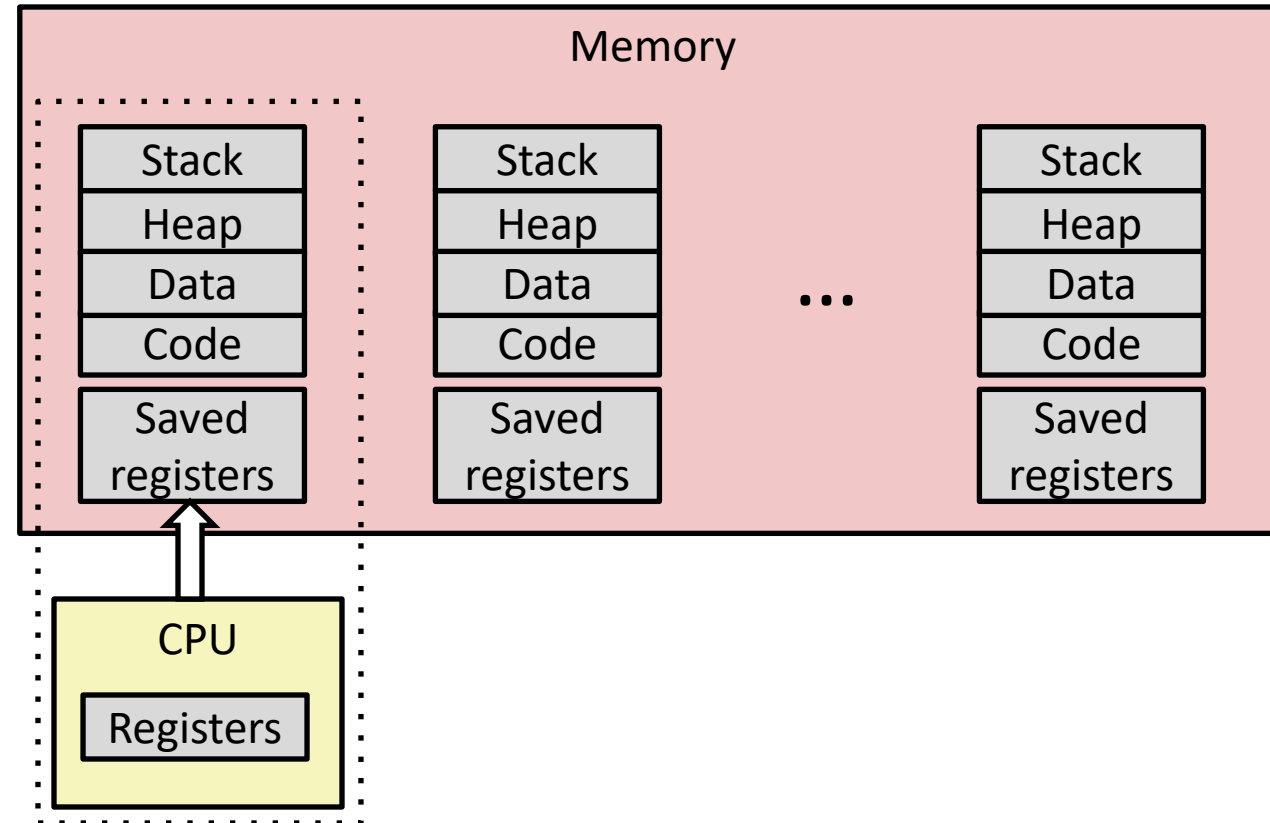 Memory
Stack
Heap
Data
Code
Saved
registers
Stack
Heap
Data
Code
Saved
registers
...
Stack
Heap
Data
Code
Saved
registers
CPU
Registers